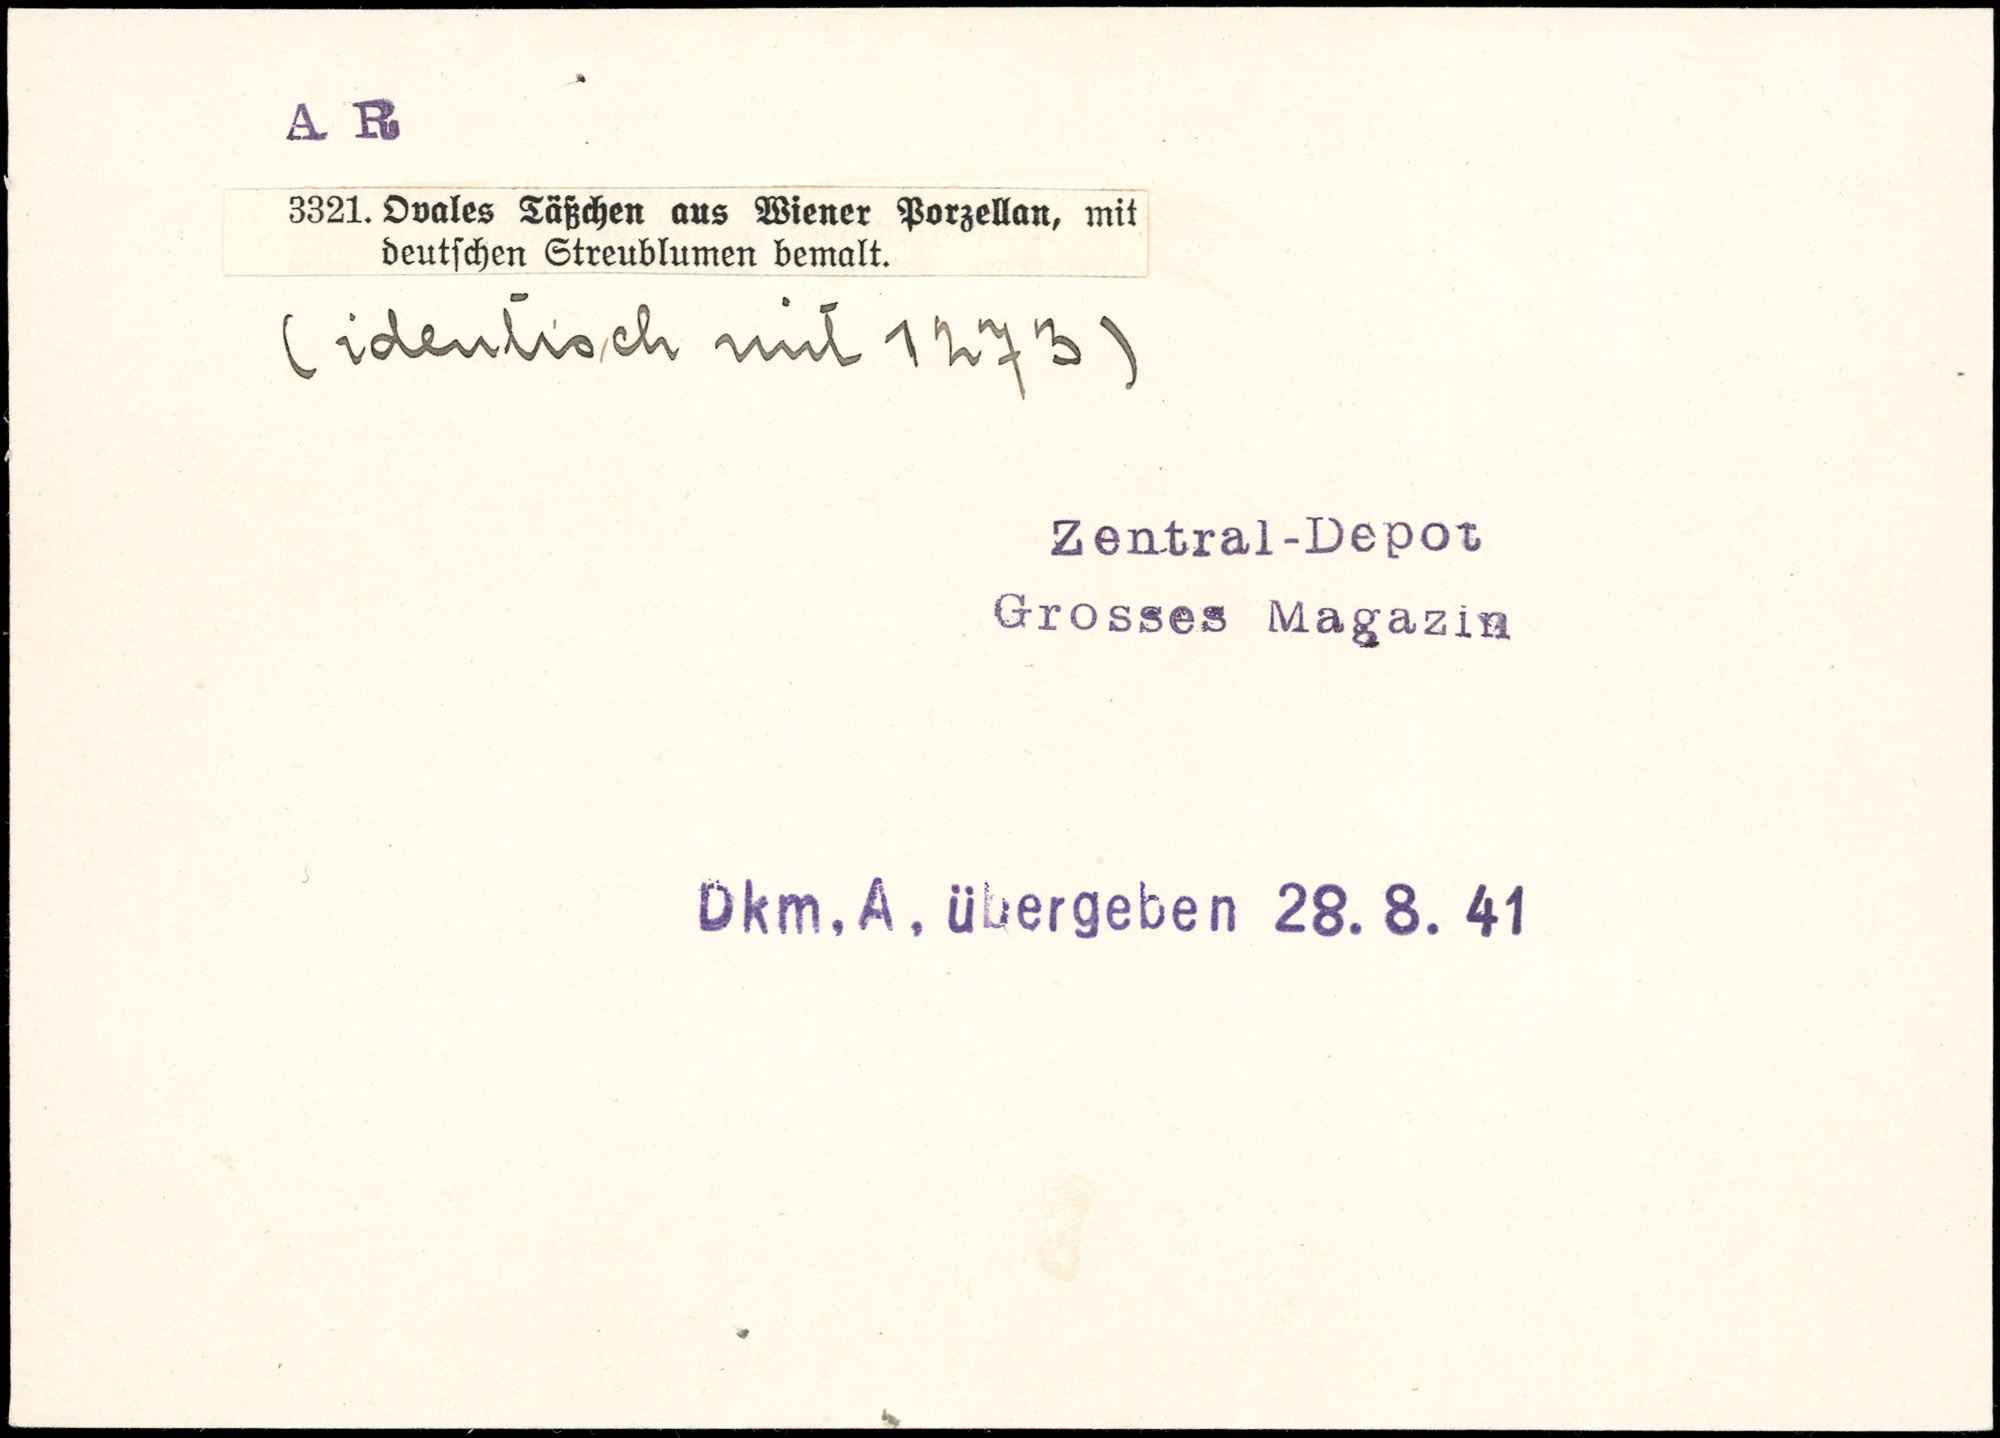 A R
3321. Ovales Täßchen aus Wiener Porzellan, mit
deutschen Streublumen bemalt.
(identisch mit 1273)
Zentral-Depot
Grosses Magazin
Dkm. A. übergeben 28. 8. 41